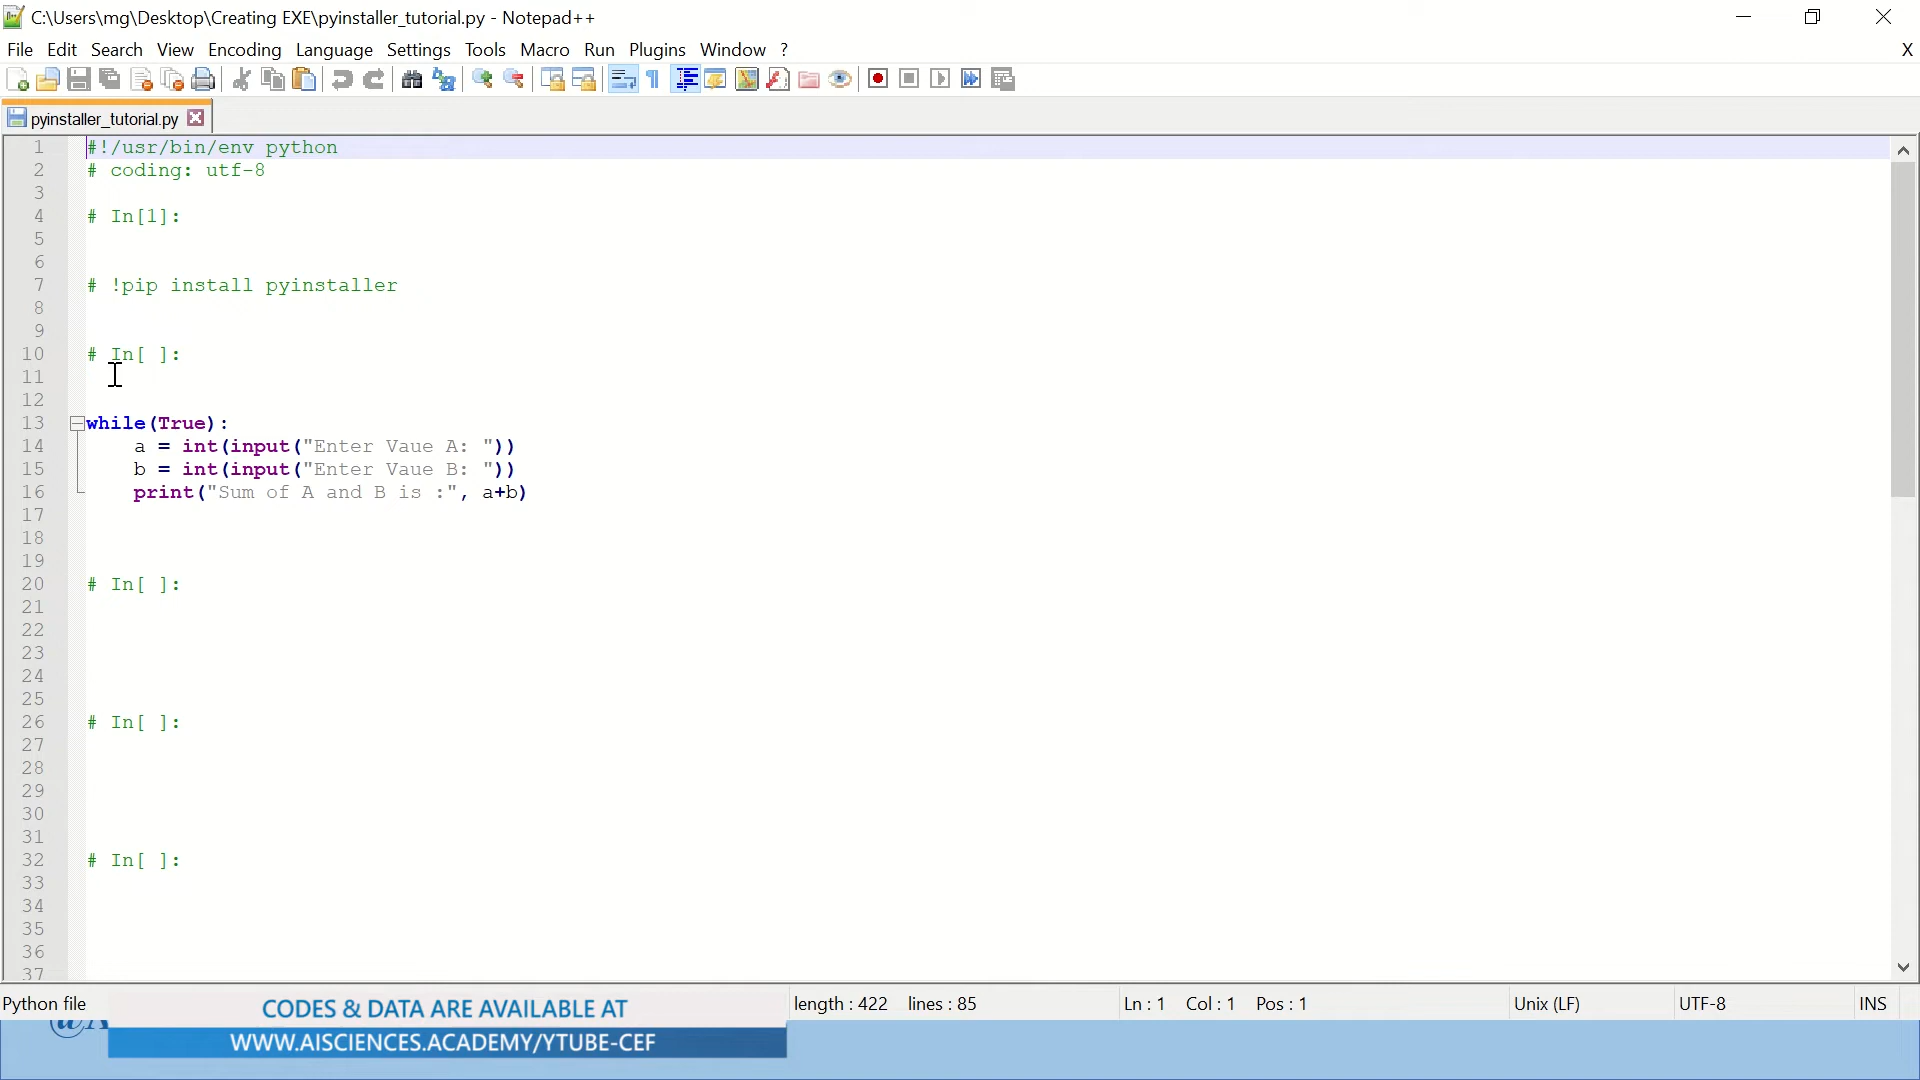 C:\Users\mg\Desktop\Creating EXE\pyinstaller_tutorial.py - Notepad++
File Edit Search View Encoding Language Settings Tools Macro Run Plugins Window ? X
pyinstaller_tutorial.py
1 #!/usr/bin/env python
2 # coding: utf-8
3
4 # In[1]:
5
6
7 # !pip install pyinstaller
8
9
10 # In[ ]:
11
12
13 while(True):
14 a = int(input("Enter Vaue A: "))
15 b = int(input("Enter Vaue B: "))
16 print("Sum of A and B is :", a+b)
17
18
19
20 # In[ ]:
21
22
23
24
25
26 # In[ ]:
27
28
29
30
31
32 # In[ ]:
33
34
35
36
37
Python file length : 422 lines : 85 Ln : 1 Col : 1 Pos : 1 Unix (LF) UTF-8 INS
CODES & DATA ARE AVAILABLE AT
WWW.AISCIENCES.ACADEMY/YTUBE-CEF